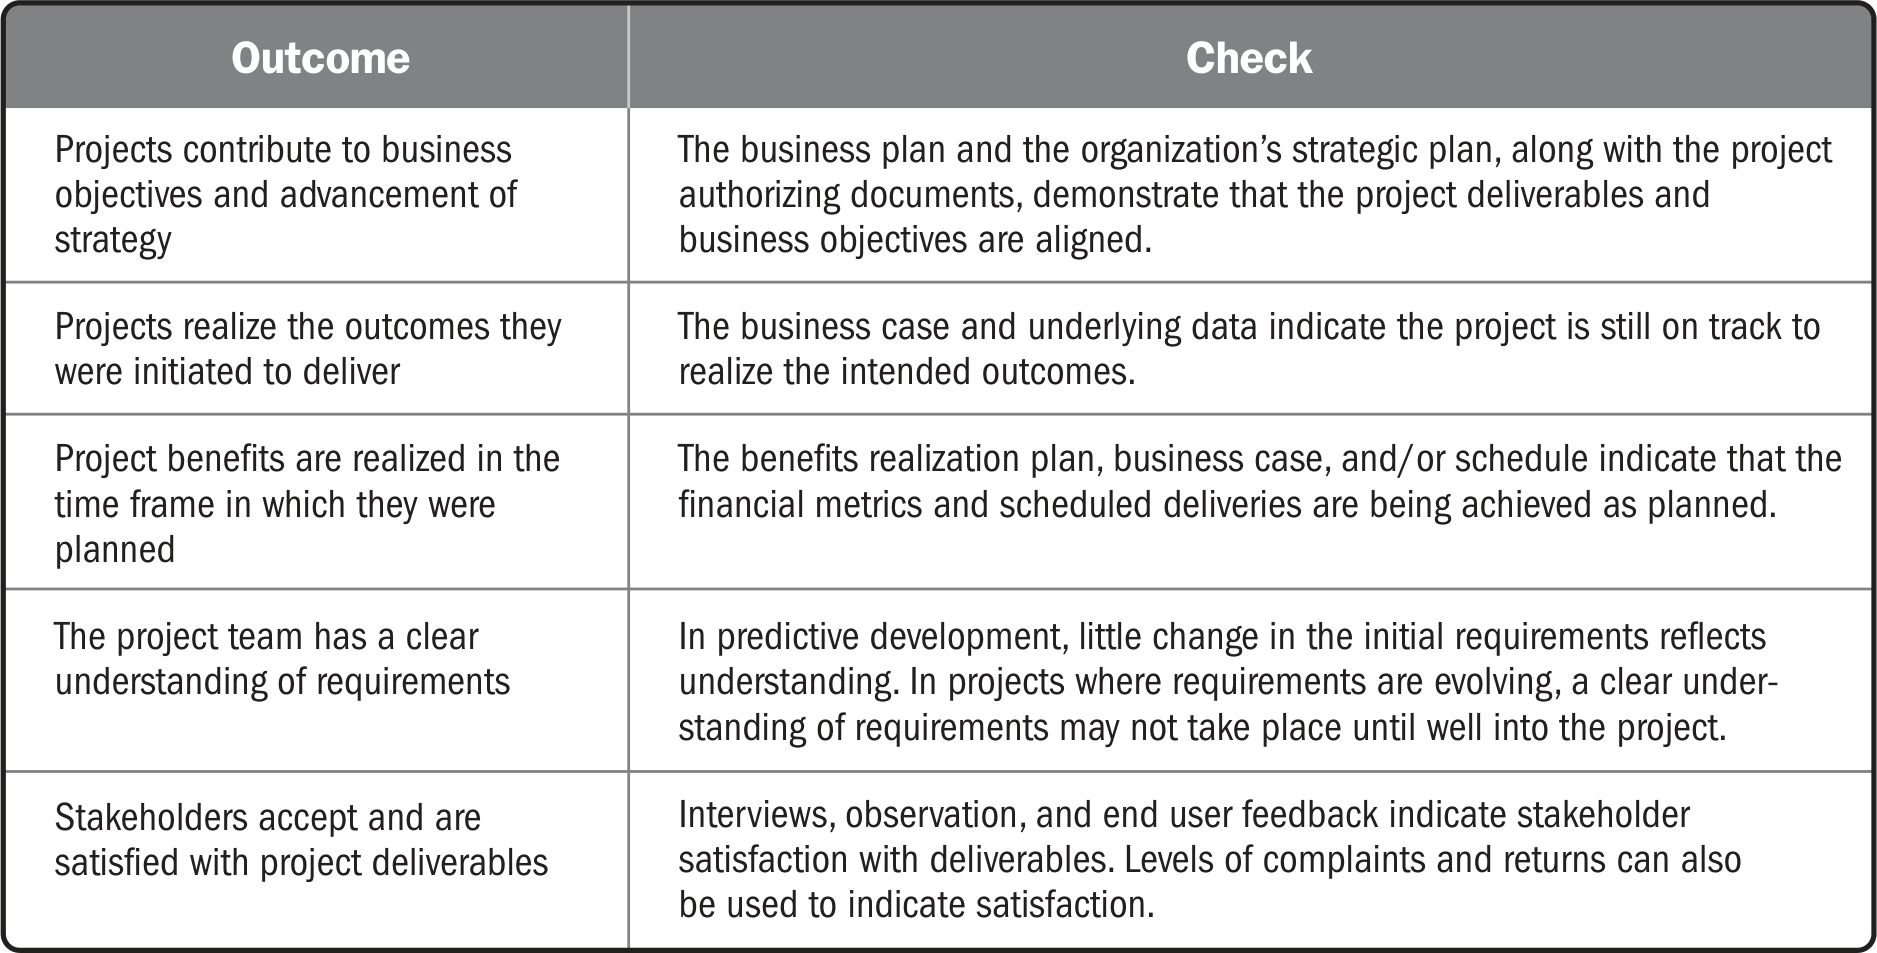 Outcome
Check
Projects contribute to business
objectives and advancement of
strategy
The business plan and the organization’s strategic plan, along with the project
authorizing documents, demonstrate that the project deliverables and
business objectives are aligned.
Projects realize the outcomes they
were initiated to deliver
The business case and underlying data indicate the project is still on track to
realize the intended outcomes.
Project benefits are realized in the
time frame in which they were
planned
The benefits realization plan, business case, and/or schedule indicate that the
financial metrics and scheduled deliveries are being achieved as planned.
The project team has a clear
understanding of requirements
In predictive development, little change in the initial requirements reflects
understanding. In projects where requirements are evolving, a clear under-
standing of requirements may not take place until well into the project.
Stakeholders accept and are
satisfied with project deliverables
Interviews, observation, and end user feedback indicate stakeholder
satisfaction with deliverables. Levels of complaints and returns can also
be used to indicate satisfaction.